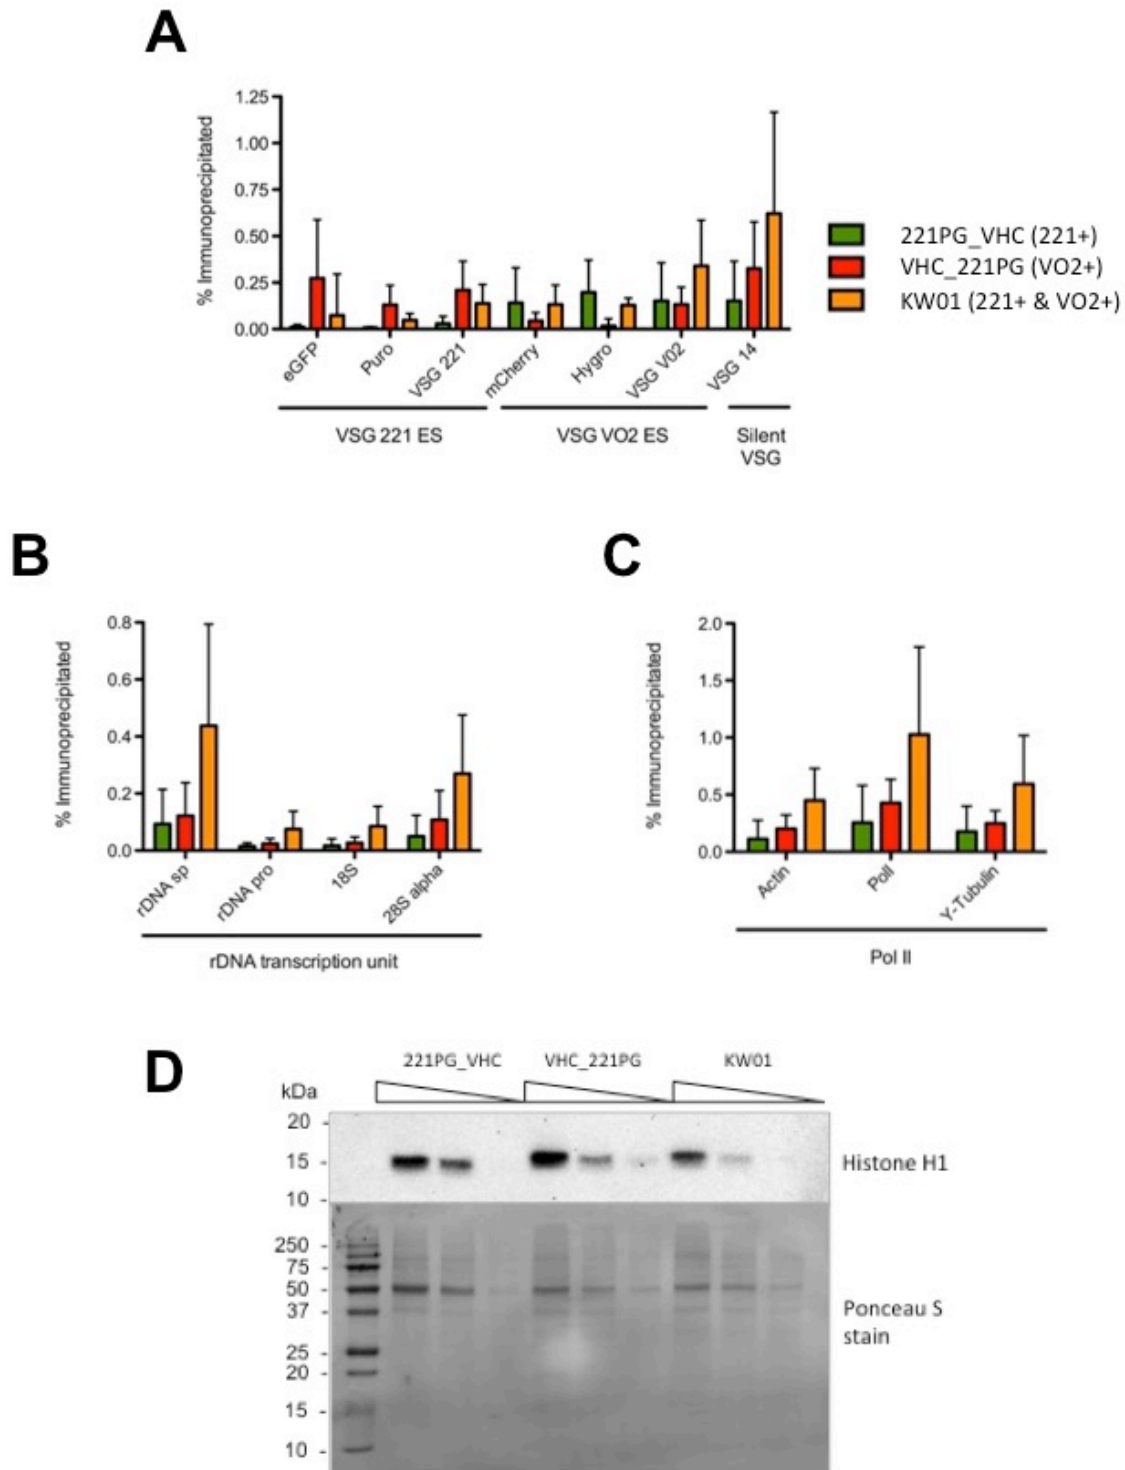 A
1.25
1.00
0.75
0.50
0.25
0.00
% Immunoprecipitated
eGFP
Puro
VSG 221
mCherry
Hygro
VSG V02
VSG 14
VSG 221 ES
VSG VO2 ES
Silent
VSG
221PG_VHC (221+)
VHC_221PG (VO2+)
KW01 (221+ & VO2+)
B
0.8
0.6
0.4
0.2
0.0
% Immunoprecipitated
rDNA sp
rDNA pro
18S
28S alpha
rDNA transcription unit
C
2.0
1.5
1.0
0.5
0.0
% Immunoprecipitated
Actin
PolI
Y-Tubulin
Pol II
D
221PG_VHC
VHC_221PG
KW01
kDa
20 -
15 -
10 -
Histone H1
250 -
75 -
50 -
37 -
25 -
20 -
15 -
10 -
Ponceau S
stain